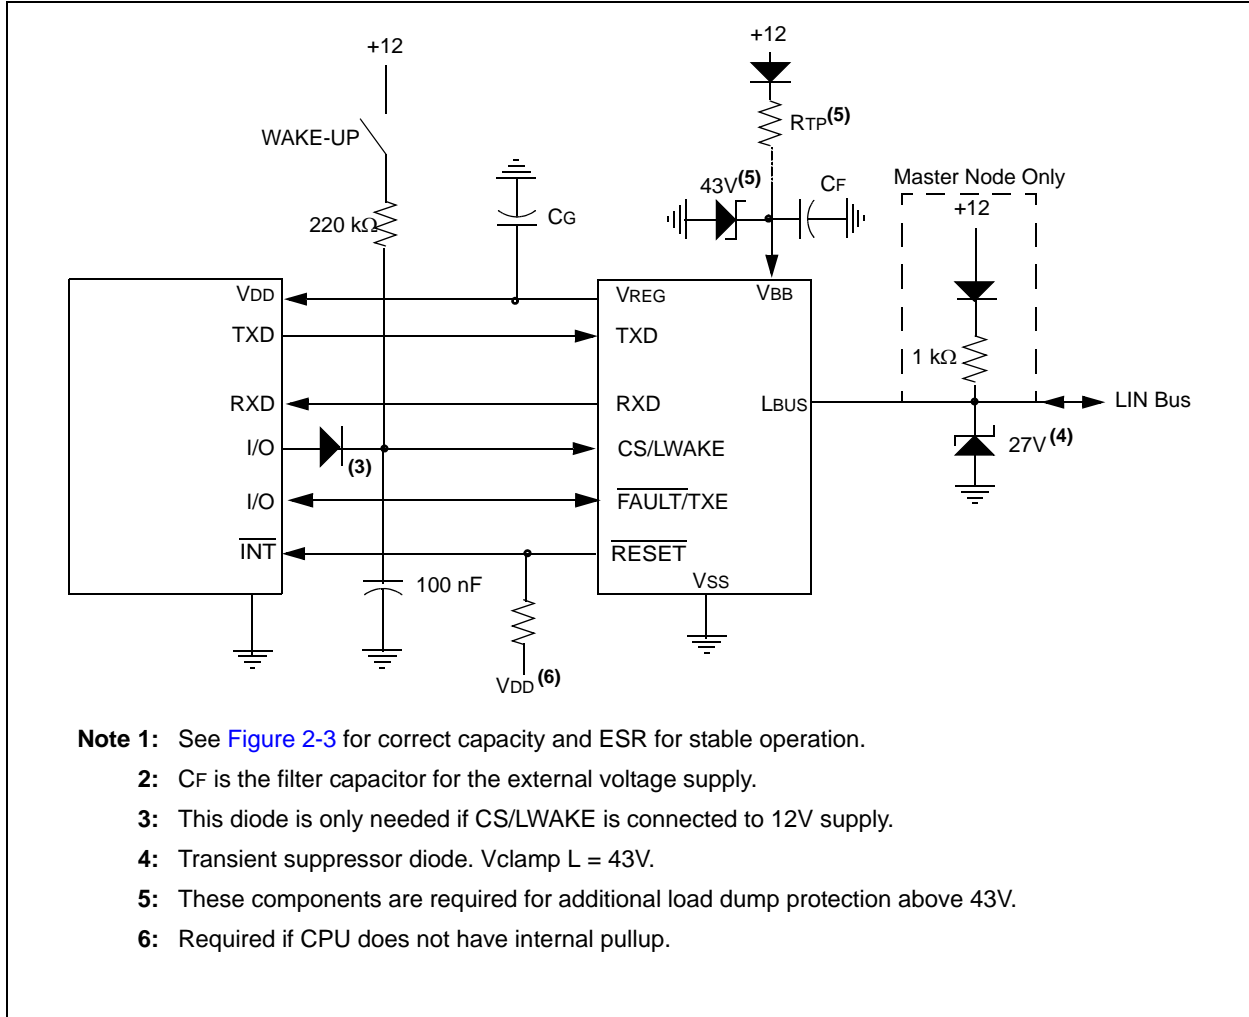 +12
+12
WAKE-UP
RTP(5)
43V(5)
CF
Master Node Only
+12
220 kΩ
CG
VDD
VREG
VBB
TXD
TXD
1 kΩ
RXD
RXD
LBUS
LIN Bus
I/O
(3)
CS/LWAKE
27V(4)
I/O
FAULT/TXE
INT
RESET
100 nF
VSS
VDD(6)
Note 1: See Figure 2-3 for correct capacity and ESR for stable operation.
2: CF is the filter capacitor for the external voltage supply.
3: This diode is only needed if CS/LWAKE is connected to 12V supply.
4: Transient suppressor diode. Vclamp L = 43V.
5: These components are required for additional load dump protection above 43V.
6: Required if CPU does not have internal pullup.